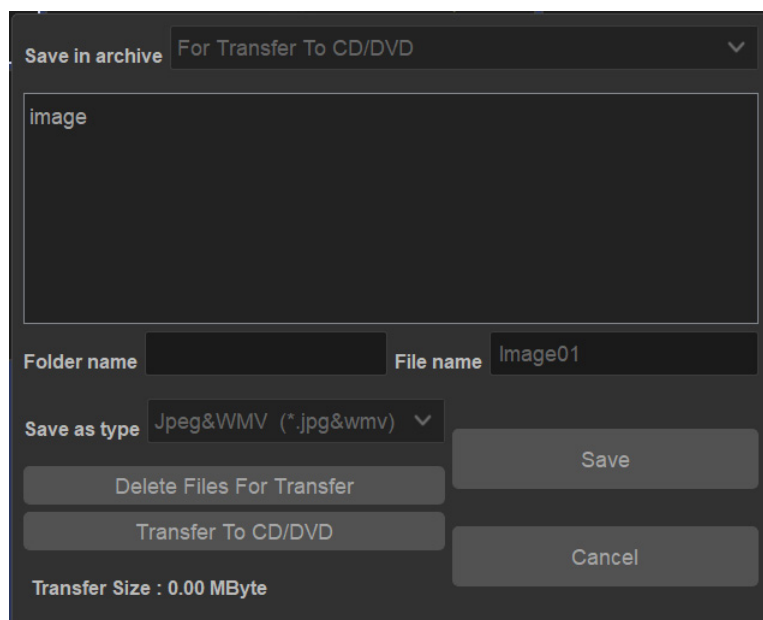 Save in archive For Transfer To CD/DVD
image
Folder name File name Image01
Save as type Jpeg&WMV (*.jpg&wmv)
Save
Delete Files For Transfer
Transfer To CD/DVD
Cancel
Transfer Size : 0.00 MByte